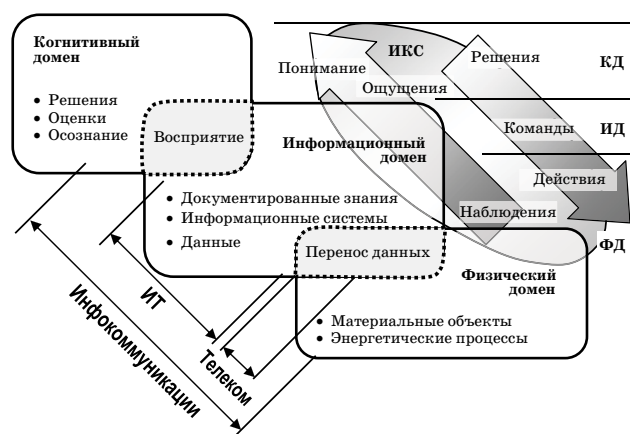 Когнитивный
домен
• Решения
• Оценки
• Осознание
Восприятие
Информационный
домен
• Документированные знания
• Информационные системы
• Данные
Перенос данных
Физический
домен
• Материальные объекты
• Энергетические процессы
ИКС
Понимание
Ощущения
Наблюдения
Решения
Команды
Действия
КД
ИД
ФД
ИТ
Телеком
Инфокоммуникации